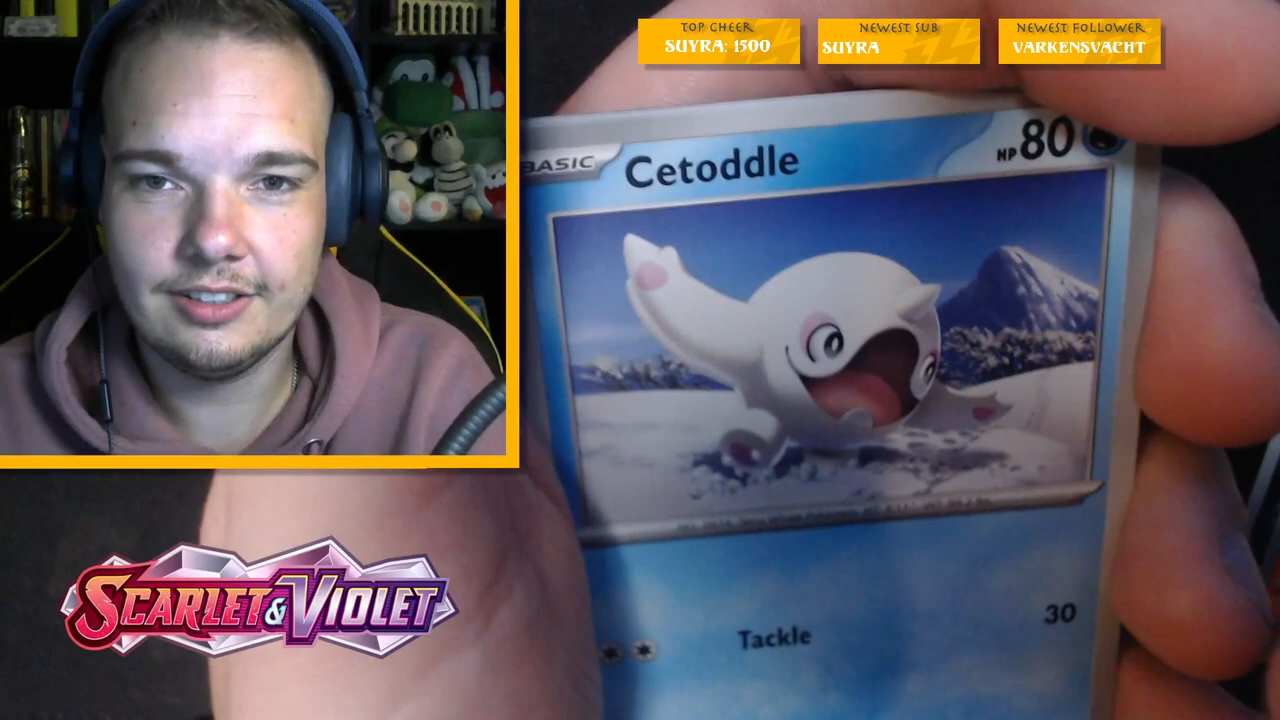 TOP CHEER
SUYRA: 1500
NEWEST SUB
SUYRA
NEWEST FOLLOWER
VARKENSVACHT
BASIC
Cetoddle
HP 80
Tackle
30
SCARLET & VIOLET